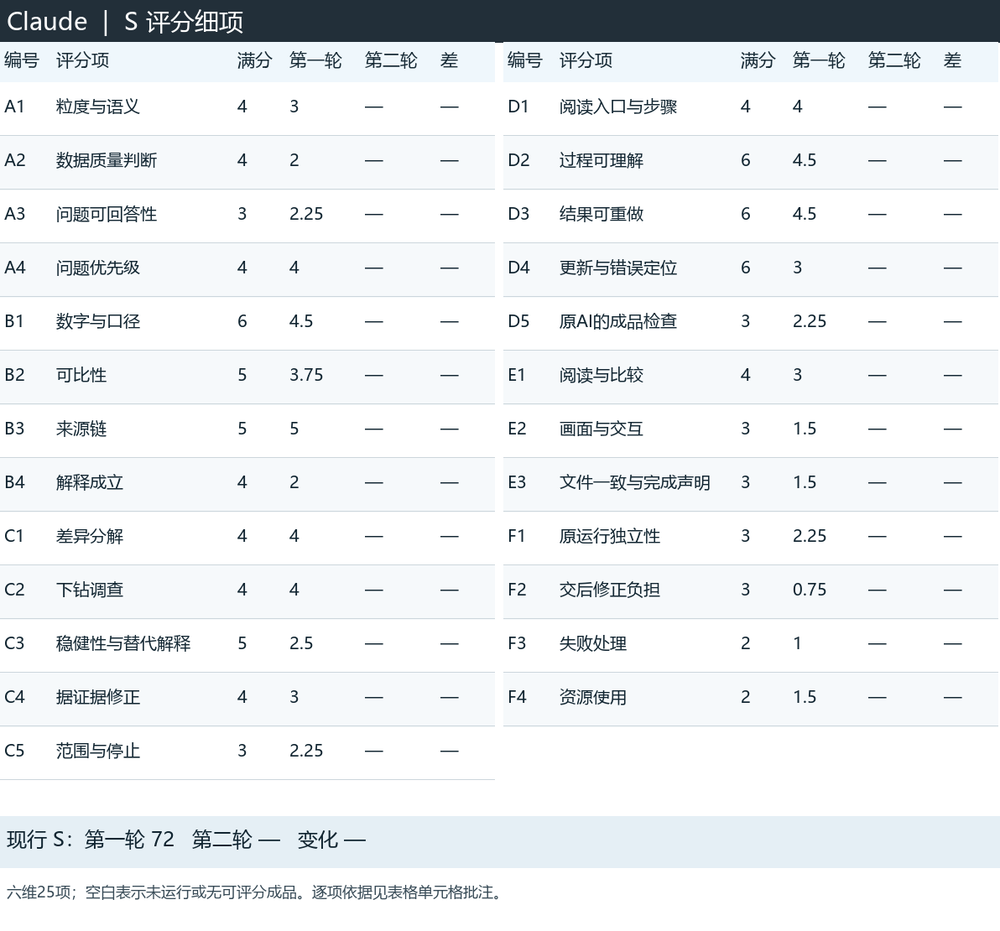 Claude | S 评分细项
编号 评分项 满分 第一轮 第二轮 差
A1 粒度与语义 4 3 — —
A2 数据质量判断 4 2 — —
A3 问题可回答性 3 2.25 — —
A4 问题优先级 4 4 — —
B1 数字与口径 6 4.5 — —
B2 可比性 5 3.75 — —
B3 来源链 5 5 — —
B4 解释成立 4 2 — —
C1 差异分解 4 4 — —
C2 下钻调查 4 4 — —
C3 稳健性与替代解释 5 2.5 — —
C4 据证据修正 4 3 — —
C5 范围与停止 3 2.25 — —
编号 评分项 满分 第一轮 第二轮 差
D1 阅读入口与步骤 4 4 — —
D2 过程可理解 6 4.5 — —
D3 结果可重做 6 4.5 — —
D4 更新与错误定位 6 3 — —
D5 原AI的成品检查 3 2.25 — —
E1 阅读与比较 4 3 — —
E2 画面与交互 3 1.5 — —
E3 文件一致与完成声明 3 1.5 — —
F1 原运行独立性 3 2.25 — —
F2 交后修正负担 3 0.75 — —
F3 失败处理 2 1 — —
F4 资源使用 2 1.5 — —
现行 S：第一轮 72 第二轮 — 变化 —
六维25项；空白表示未运行或无可评分成品。逐项依据见表格单元格批注。